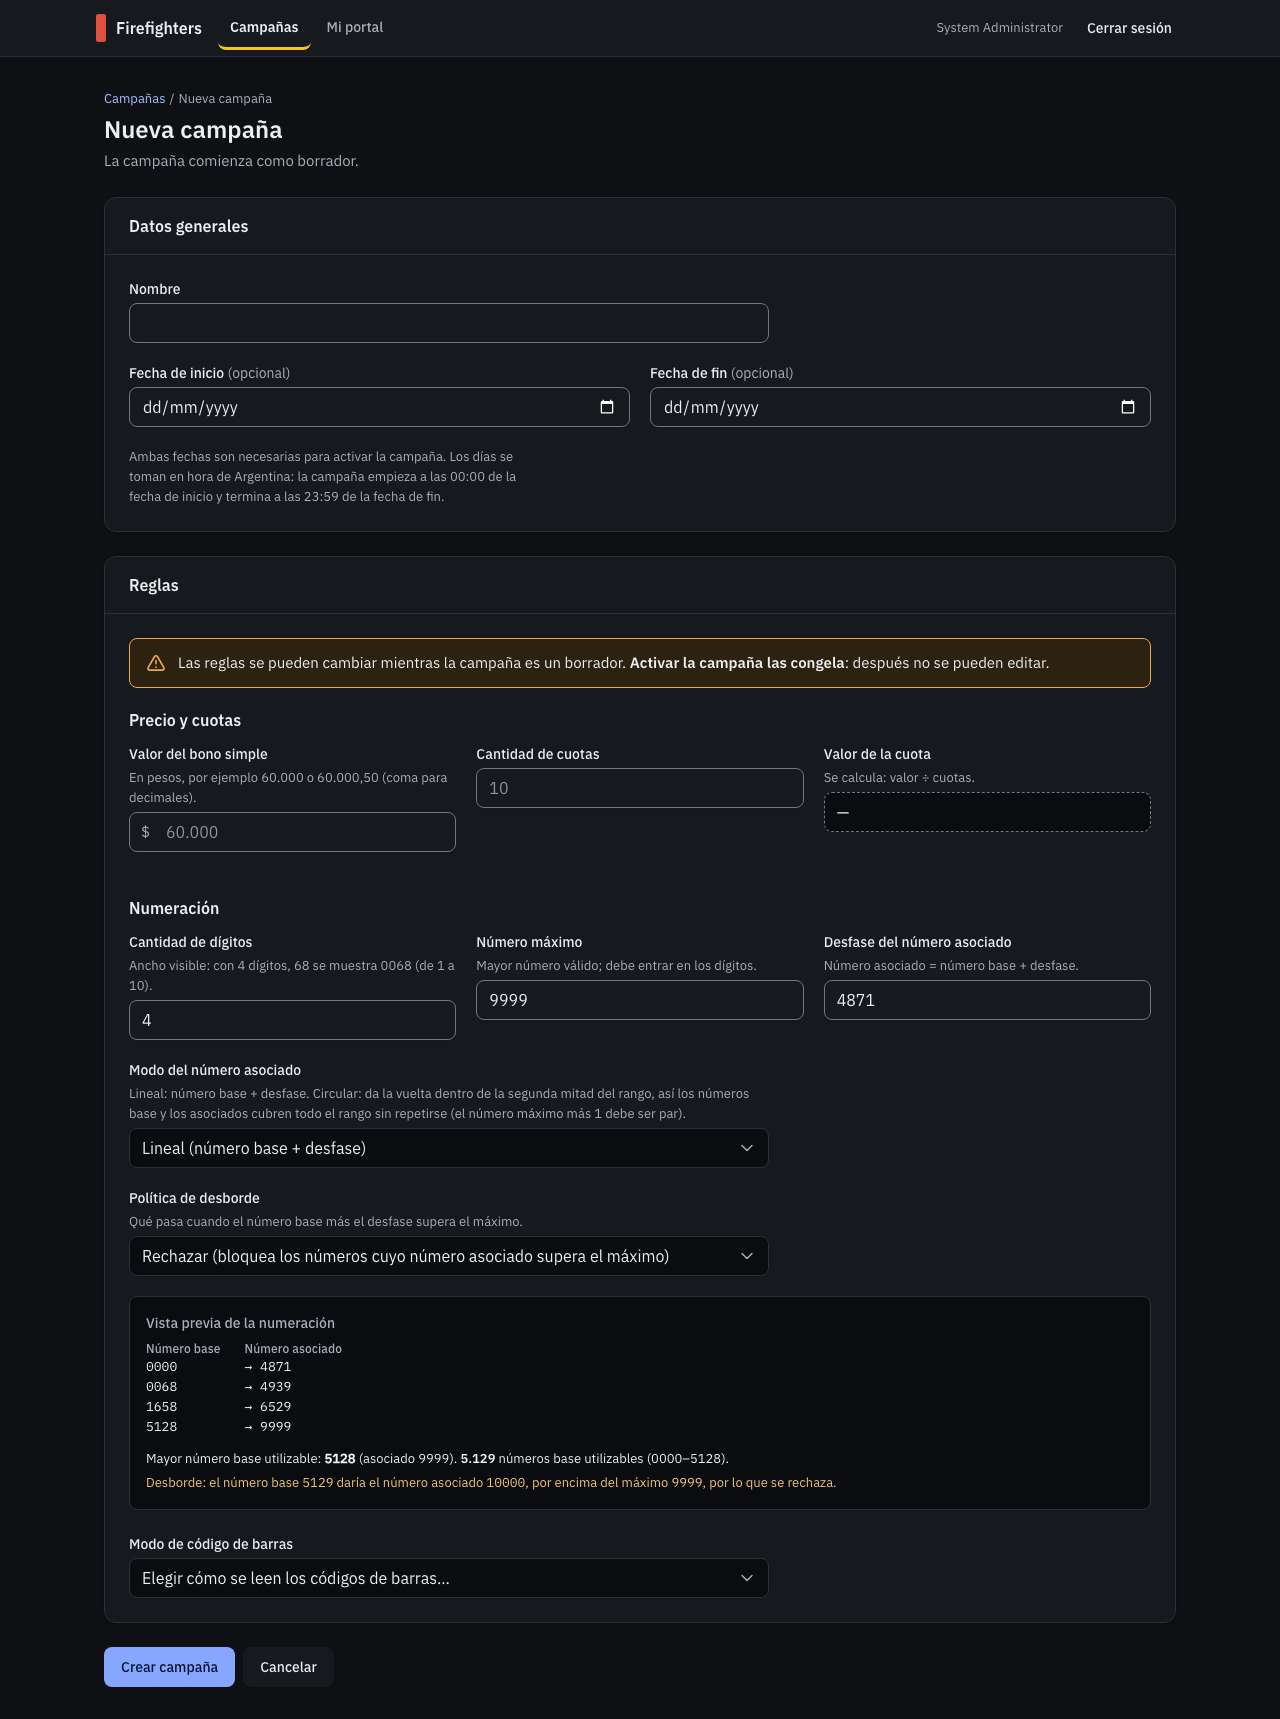 Firefighters
Campañas
Mi portal
System Administrator
Cerrar sesión
Campañas / Nueva campaña
Nueva campaña
La campaña comienza como borrador.
Datos generales
Nombre
Fecha de inicio (opcional)
dd/mm/yyyy
Fecha de fin (opcional)
dd/mm/yyyy
Ambas fechas son necesarias para activar la campaña. Los días se
toman en hora de Argentina: la campaña empieza a las 00:00 de la
fecha de inicio y termina a las 23:59 de la fecha de fin.
Reglas
Las reglas se pueden cambiar mientras la campaña es un borrador. Activar la campaña las congela: después no se pueden editar.
Precio y cuotas
Valor del bono simple
En pesos, por ejemplo 60.000 o 60.000,50 (coma para
decimales).
$ 60.000
Cantidad de cuotas
10
Valor de la cuota
Se calcula: valor ÷ cuotas.
—
Numeración
Cantidad de dígitos
Ancho visible: con 4 dígitos, 68 se muestra 0068 (de 1 a
10).
4
Número máximo
Mayor número válido; debe entrar en los dígitos.
9999
Desfase del número asociado
Número asociado = número base + desfase.
4871
Modo del número asociado
Lineal: número base + desfase. Circular: da la vuelta dentro de la segunda mitad del rango, así los números
base y los asociados cubren todo el rango sin repetirse (el número máximo más 1 debe ser par).
Lineal (número base + desfase)
Política de desborde
Qué pasa cuando el número base más el desfase supera el máximo.
Rechazar (bloquea los números cuyo número asociado supera el máximo)
Vista previa de la numeración
Número base Número asociado
0000 → 4871
0068 → 4939
1658 → 6529
5128 → 9999
Mayor número base utilizable: 5128 (asociado 9999). 5.129 números base utilizables (0000–5128).
Desborde: el número base 5129 daría el número asociado 10000, por encima del máximo 9999, por lo que se rechaza.
Modo de código de barras
Elegir cómo se leen los códigos de barras…
Crear campaña
Cancelar